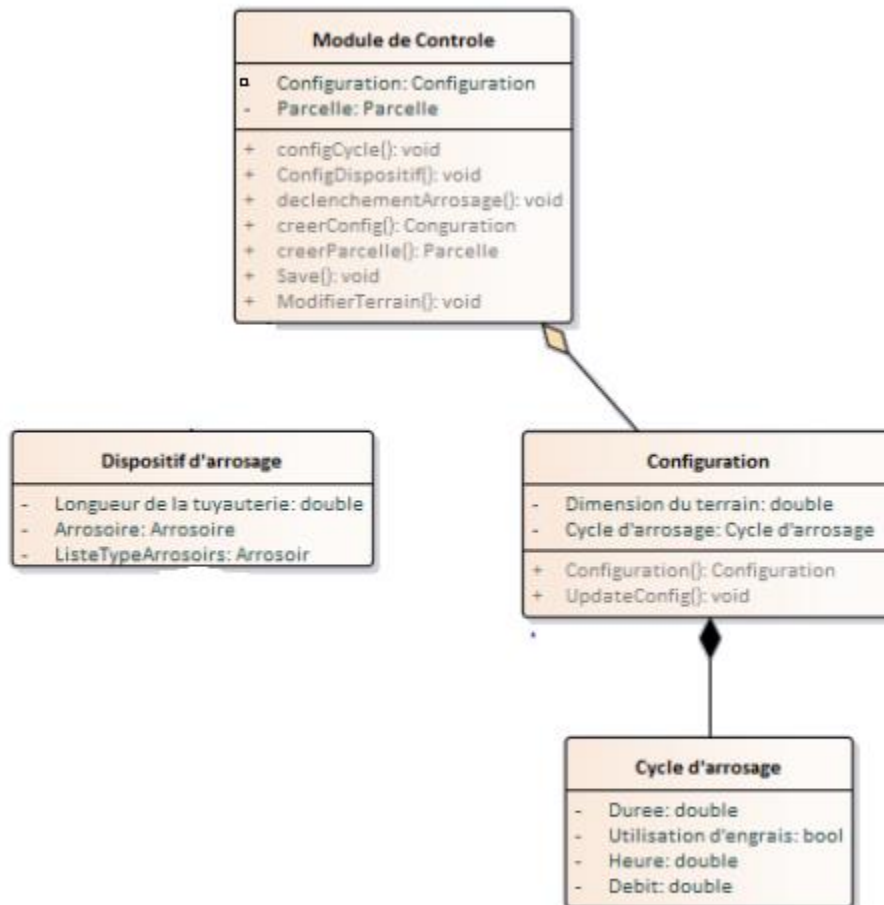 Module de Controle
Configuration: Configuration
- Parcelle: Parcelle
+ configCycle(): void
+ ConfigDispositif(): void
+ declenchementArrosage(): void
+ creerConfig(): Conguration
+ creerParcelle(): Parcelle
+ Save(): void
+ ModifierTerrain(): void
Dispositif d'arrosage
- Longueur de la tuyauterie: double
- Arrosoire: Arrosoire
- ListeTypeArrosoirs: Arrosoir
Configuration
- Dimension du terrain: double
- Cycle d'arrosage: Cycle d'arrosage
+ Configuration(): Configuration
+ UpdateConfig(): void
Cycle d'arrosage
- Duree: double
- Utilisation d'engrais: bool
- Heure: double
- Debit: double